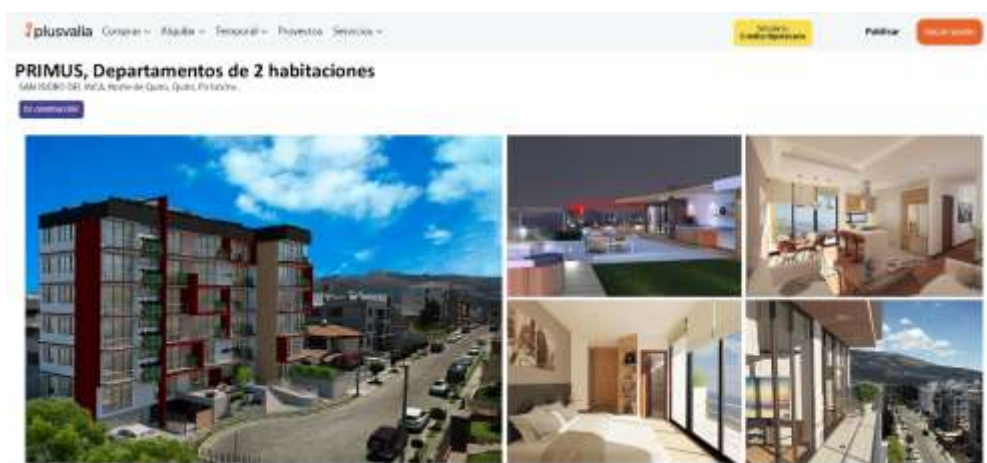 plusvalia Comprar Alquilar Temporal Proyectos Servicios Publicar
PRIMUS, Departamentos de 2 habitaciones
SAN ISIDRO DEL INCA, Norte de Quito, Quito,
En construcción